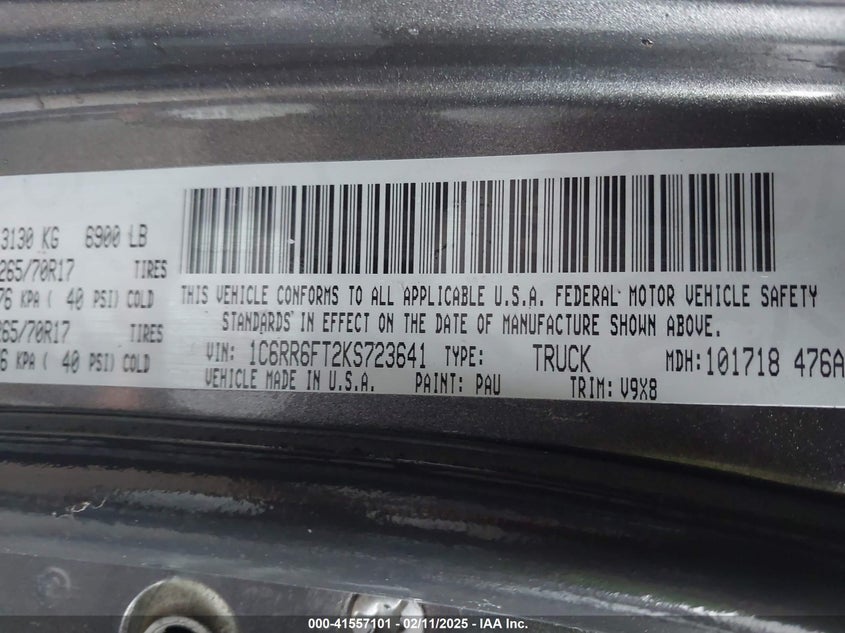 3130 KG 6900 LB
265/70R17 TIRES
76 KPA ( 40 PSI) COLD
265/70R17 TIRES
6 KPA ( 40 PSI) COLD
THIS VEHICLE CONFORMS TO ALL APPLICABLE U.S.A. FEDERAL MOTOR VEHICLE SAFETY
STANDARDS IN EFFECT ON THE DATE OF MANUFACTURE SHOWN ABOVE.
VIN: 1C6RR6FT2KS723641 TYPE: TRUCK MDH: 101718 476A
VEHICLE MADE IN U.S.A. PAINT: PAU TRIM: V9X8
000-41557101 - 02/11/2025 - IAA Inc.